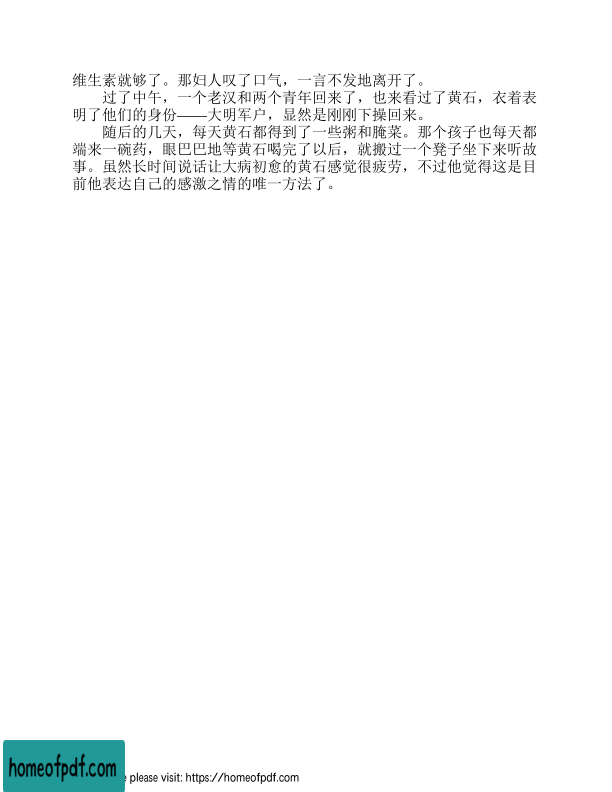 维生素就够了。那妇人叹了口气，一言不发地离开了。
过了中午，一个老汉和两个青年回来了，也来看过了黄石，衣着表
明了他们的身份——大明军户，显然是刚刚下操回来。
随后的几天，每天黄石都得到了一些粥和腌菜。那个孩子也每天都
端来一碗药，眼巴巴地等黄石喝完了以后，就搬过一个凳子坐下来听故
事。虽然长时间说话让大病初愈的黄石感觉很疲劳，不过他觉得这是目
前他表达自己的感激之情的唯一方法了。
homeofpdf.com
please visit: https://homeofpdf.com